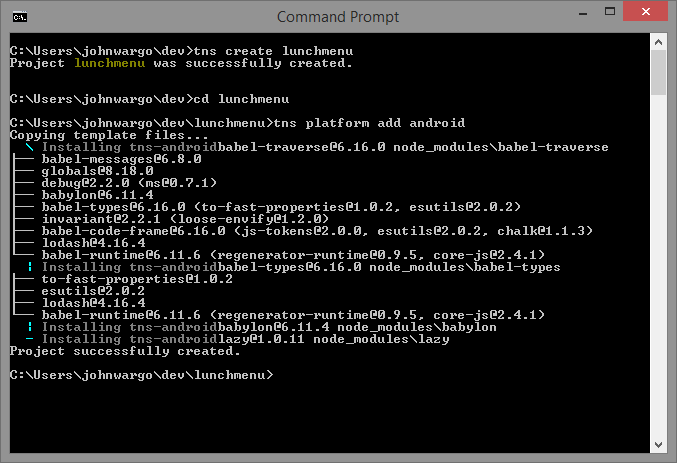 Command Prompt
C:\Users\johnwargo\dev>tns create lunchmenu
Project lunchmenu was successfully created.
C:\Users\johnwargo\dev>cd lunchmenu
C:\Users\johnwargo\dev\lunchmenu>tns platform add android
Copying template files...
\ Installing tns-androidbabel-traverse@6.16.0 node_modules\babel-traverse
├── babel-messages@6.8.0
├── globals@8.18.0
├── debug@2.2.0 (ms@0.7.1)
├── babylon@6.11.4
├── babel-types@6.16.0 (to-fast-properties@1.0.2, esutils@2.0.2)
├── invariant@2.2.1 (loose-envify@1.2.0)
├── babel-code-frame@6.16.0 (js-tokens@2.0.0, esutils@2.0.2, chalk@1.1.3)
├── lodash@4.16.4
└── babel-runtime@6.11.6 (regenerator-runtime@0.9.5, core-js@2.4.1)
| Installing tns-androidbabel-types@6.16.0 node_modules\babel-types
├── to-fast-properties@1.0.2
├── esutils@2.0.2
├── lodash@4.16.4
└── babel-runtime@6.11.6 (regenerator-runtime@0.9.5, core-js@2.4.1)
| Installing tns-androidbabylon@6.11.4 node_modules\babylon
- Installing tns-androidlazy@1.0.11 node_modules\lazy
Project successfully created.
C:\Users\johnwargo\dev\lunchmenu>